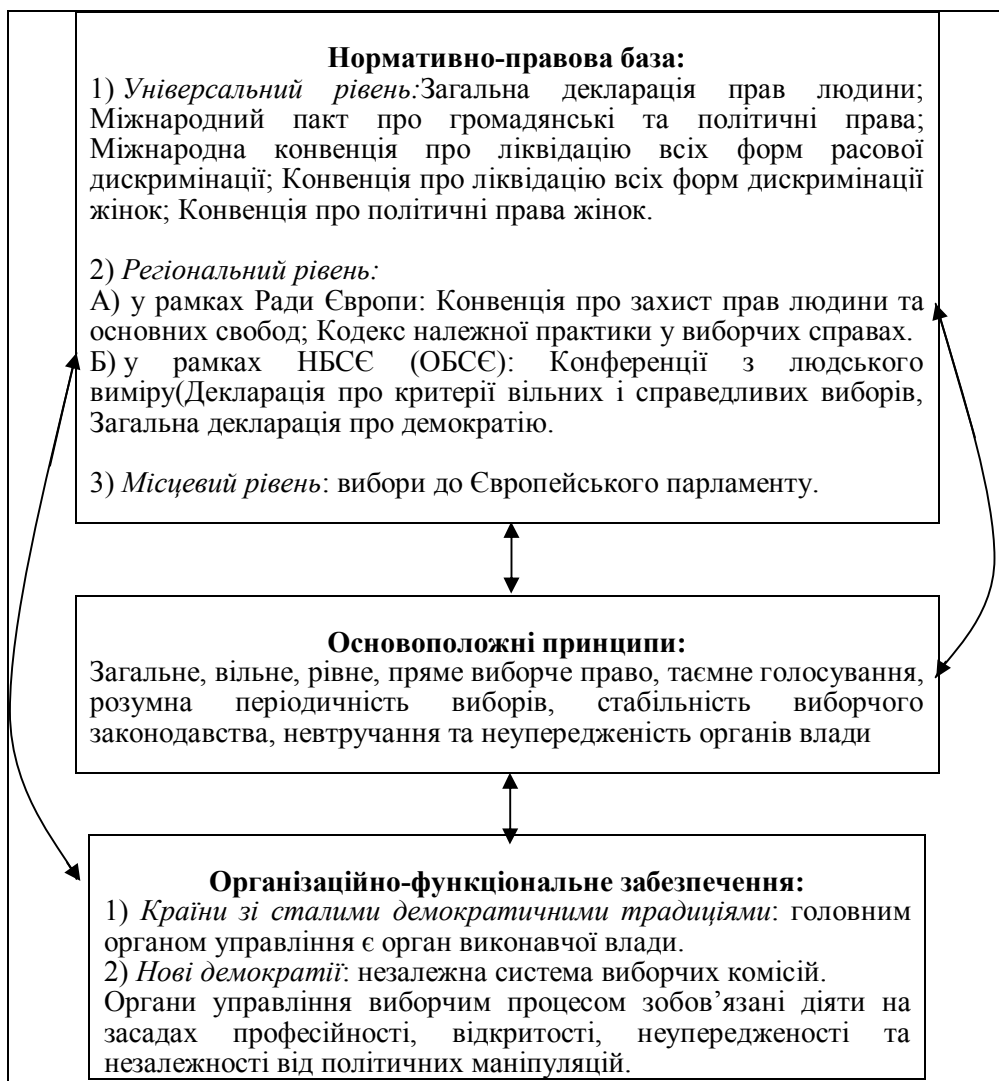 Нормативно-правова база:
1) Універсальний рівень:Загальна декларація прав людини;
Міжнародний пакт про громадянські та політичні права;
Міжнародна конвенція про ліквідацію всіх форм расової
дискримінації; Конвенція про ліквідацію всіх форм дискримінації
жінок; Конвенція про політичні права жінок.
2) Регіональний рівень:
А) у рамках Ради Європи: Конвенція про захист прав людини та
основних свобод; Кодекс належної практики у виборчих справах.
Б) у рамках НБСЄ (ОБСЄ): Конференції з людського
виміру(Декларація про критерії вільних і справедливих виборів,
Загальна декларація про демократію.
3) Місцевий рівень: вибори до Європейського парламенту.
Основоположні принципи:
Загальне, вільне, рівне, пряме виборче право, таємне голосування,
розумна періодичність виборів, стабільність виборчого
законодавства, невтручання та неупередженість органів влади
Організаційно-функціональне забезпечення:
1) Країни зі сталими демократичними традиціями: головним
органом управління є орган виконавчої влади.
2) Нові демократії: незалежна система виборчих комісій.
Органи управління виборчим процесом зобов’язані діяти на
засадах професійності, відкритості, неупередженості та
незалежності від політичних маніпуляцій.